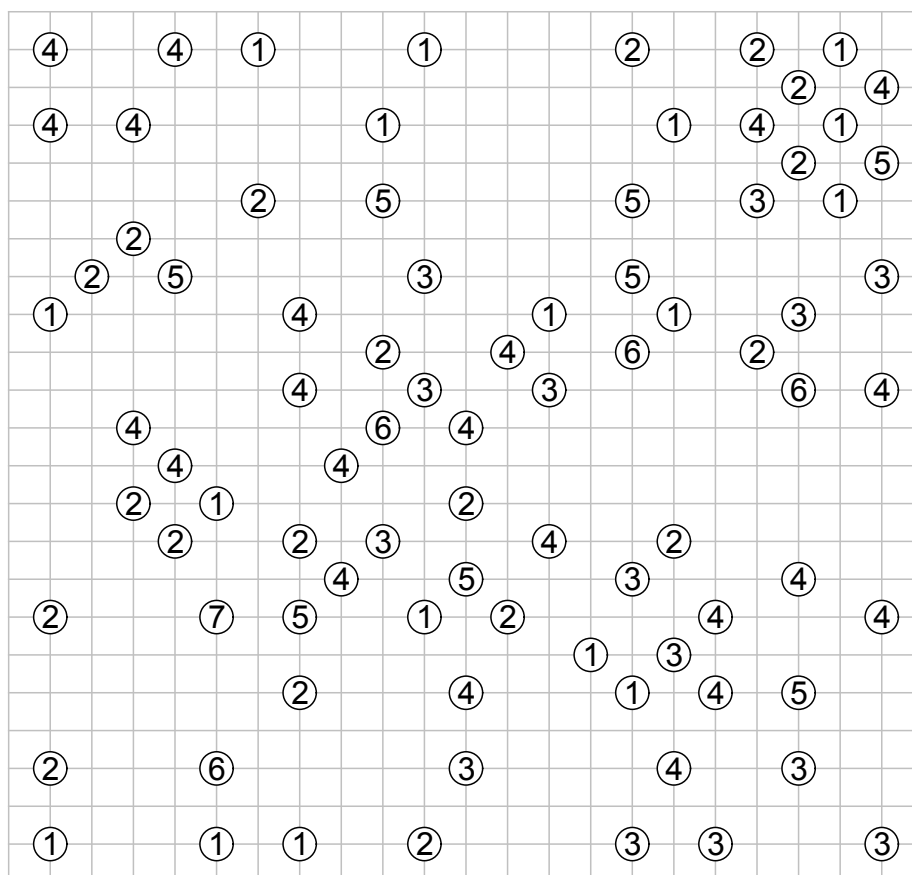 4 4 1 1 2 2 1
2 4
4 4 1 1 4 1
2 5
2 5 5 3 1
2
2 5 3 5 3
1 4 1 1 3
2 4 6 2
4 3 3 6 4
4 6 4
4 4
2 1 2
2 2 3 4 2
4 5 3 4
2 7 5 1 2 4 4
1 3
2 4 1 4 5
2 6 3 4 3
1 1 1 2 3 3 3